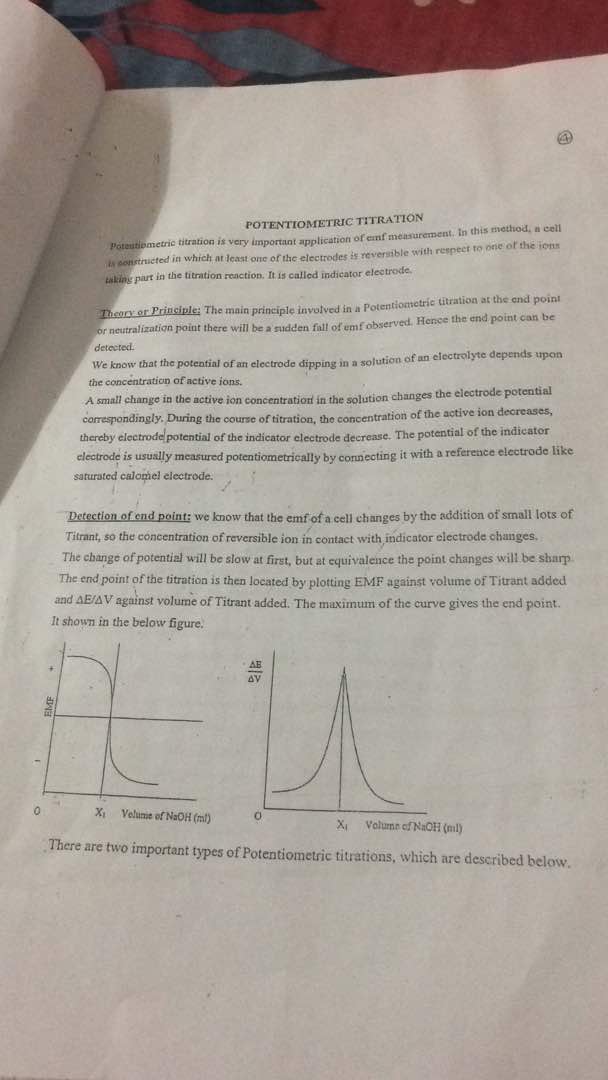 4
POTENTIOMETRIC TITRATION
Potentiometric titration is very important application of emf measurement. In this method, a cell
is constructed in which at least one of the electrodes is reversible with respect to one of the ions
taking part in the titration reaction. It is called indicator electrode.
Theory or Principle: The main principle involved in a Potentiometric titration at the end point
or neutralization point there will be a sudden fall of emf observed. Hence the end point can be
detected.
We know that the potential of an electrode dipping in a solution of an electrolyte depends upon
the concentration of active ions.
A small change in the active ion concentration in the solution changes the electrode potential
correspondingly. During the course of titration, the concentration of the active ion decreases,
thereby electrode potential of the indicator electrode decrease. The potential of the indicator
electrode is usually measured potentiometrically by connecting it with a reference electrode like
saturated calomel electrode.
Detection of end point: we know that the emf of a cell changes by the addition of small lots of
Titrant, so the concentration of reversible ion in contact with indicator electrode changes.
The change of potential will be slow at first, but at equivalence the point changes will be sharp.
The end point of the titration is then located by plotting EMF against volume of Titrant added
and ΔE/ΔV against volume of Titrant added. The maximum of the curve gives the end point.
It shown in the below figure.
+
EMF
-
O
X₁ Volume of NaOH (ml)
ΔE
ΔV
O
X₁ Volume of NaOH (ml)
There are two important types of Potentiometric titrations, which are described below.